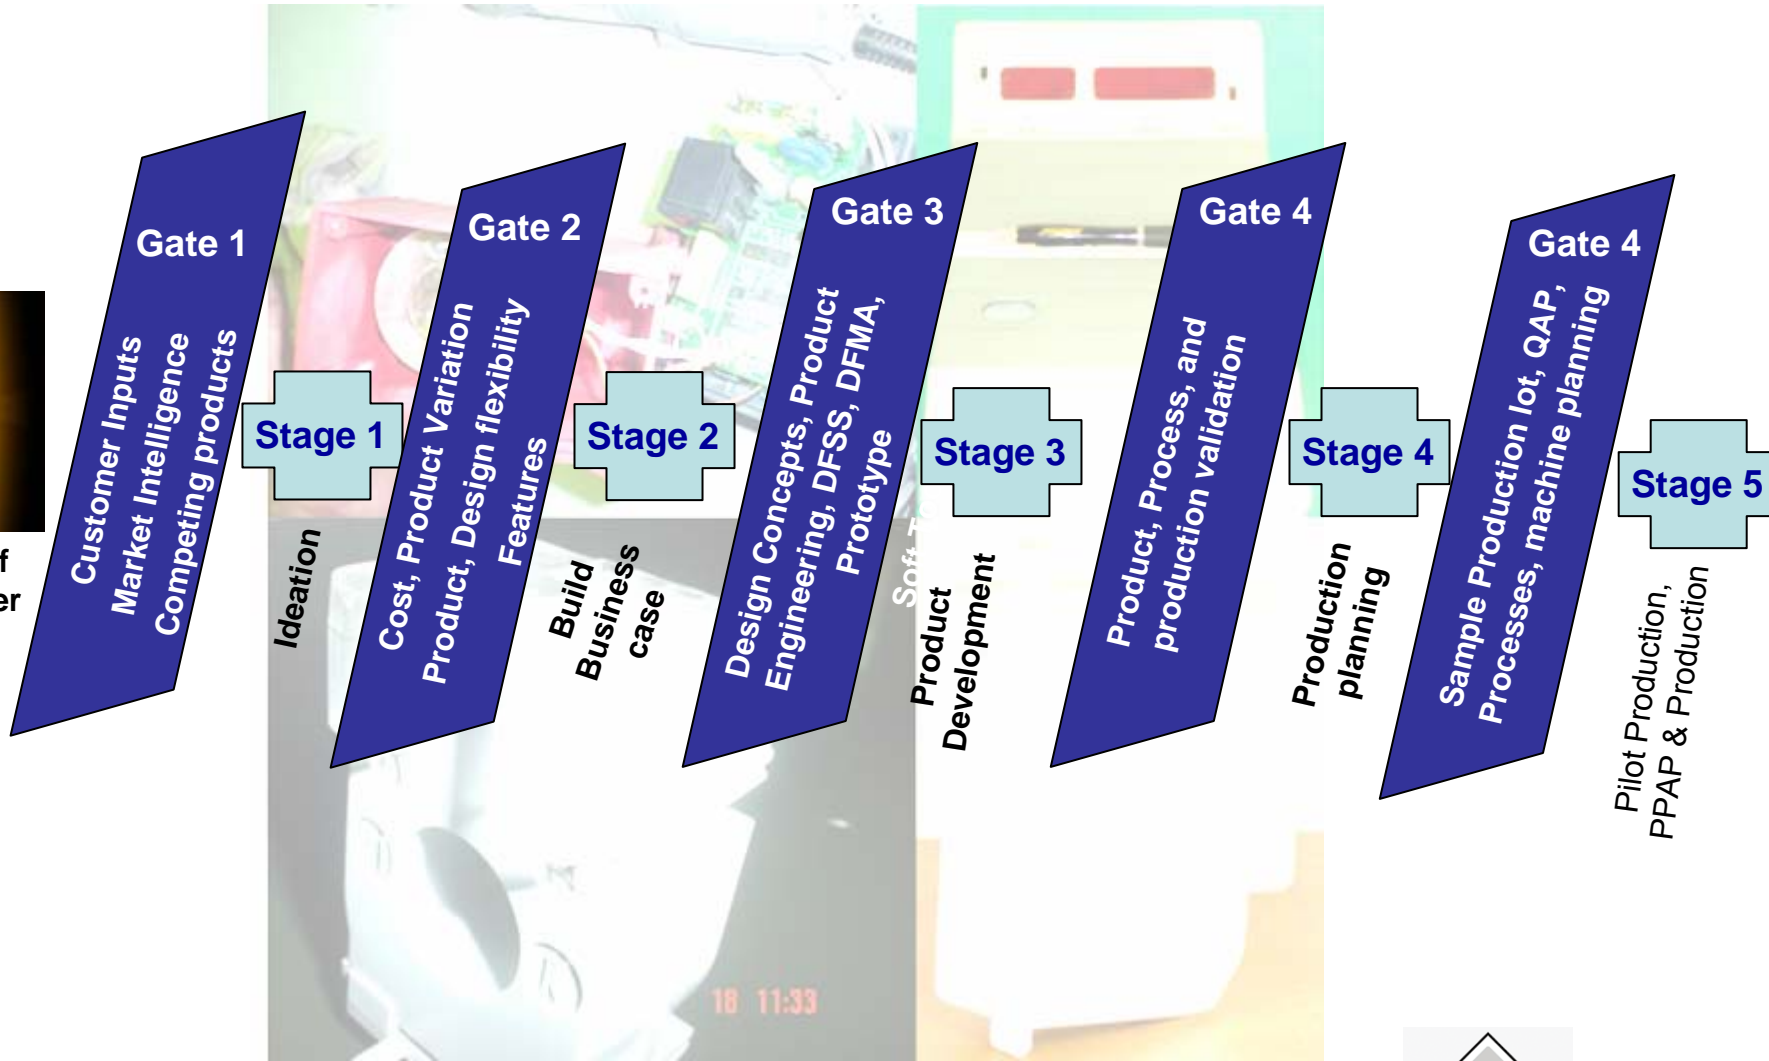 f
er
Gate 1
Customer Inputs
Market Intelligence
Competing products
Stage 1
Ideation
Gate 2
Cost, Product Variation
Product, Design flexibility
Features
Stage 2
Build
Business
case
Gate 3
Design Concepts, Product
Engineering, DFSS, DFMA,
Prototype
Soft
Stage 3
Product
Development
Gate 4
Product, Process, and
production validation
Stage 4
Production
planning
Gate 4
Sample Production lot, QAP,
Processes, machine planning
Stage 5
Pilot Production,
PPAP & Production
18 11:33